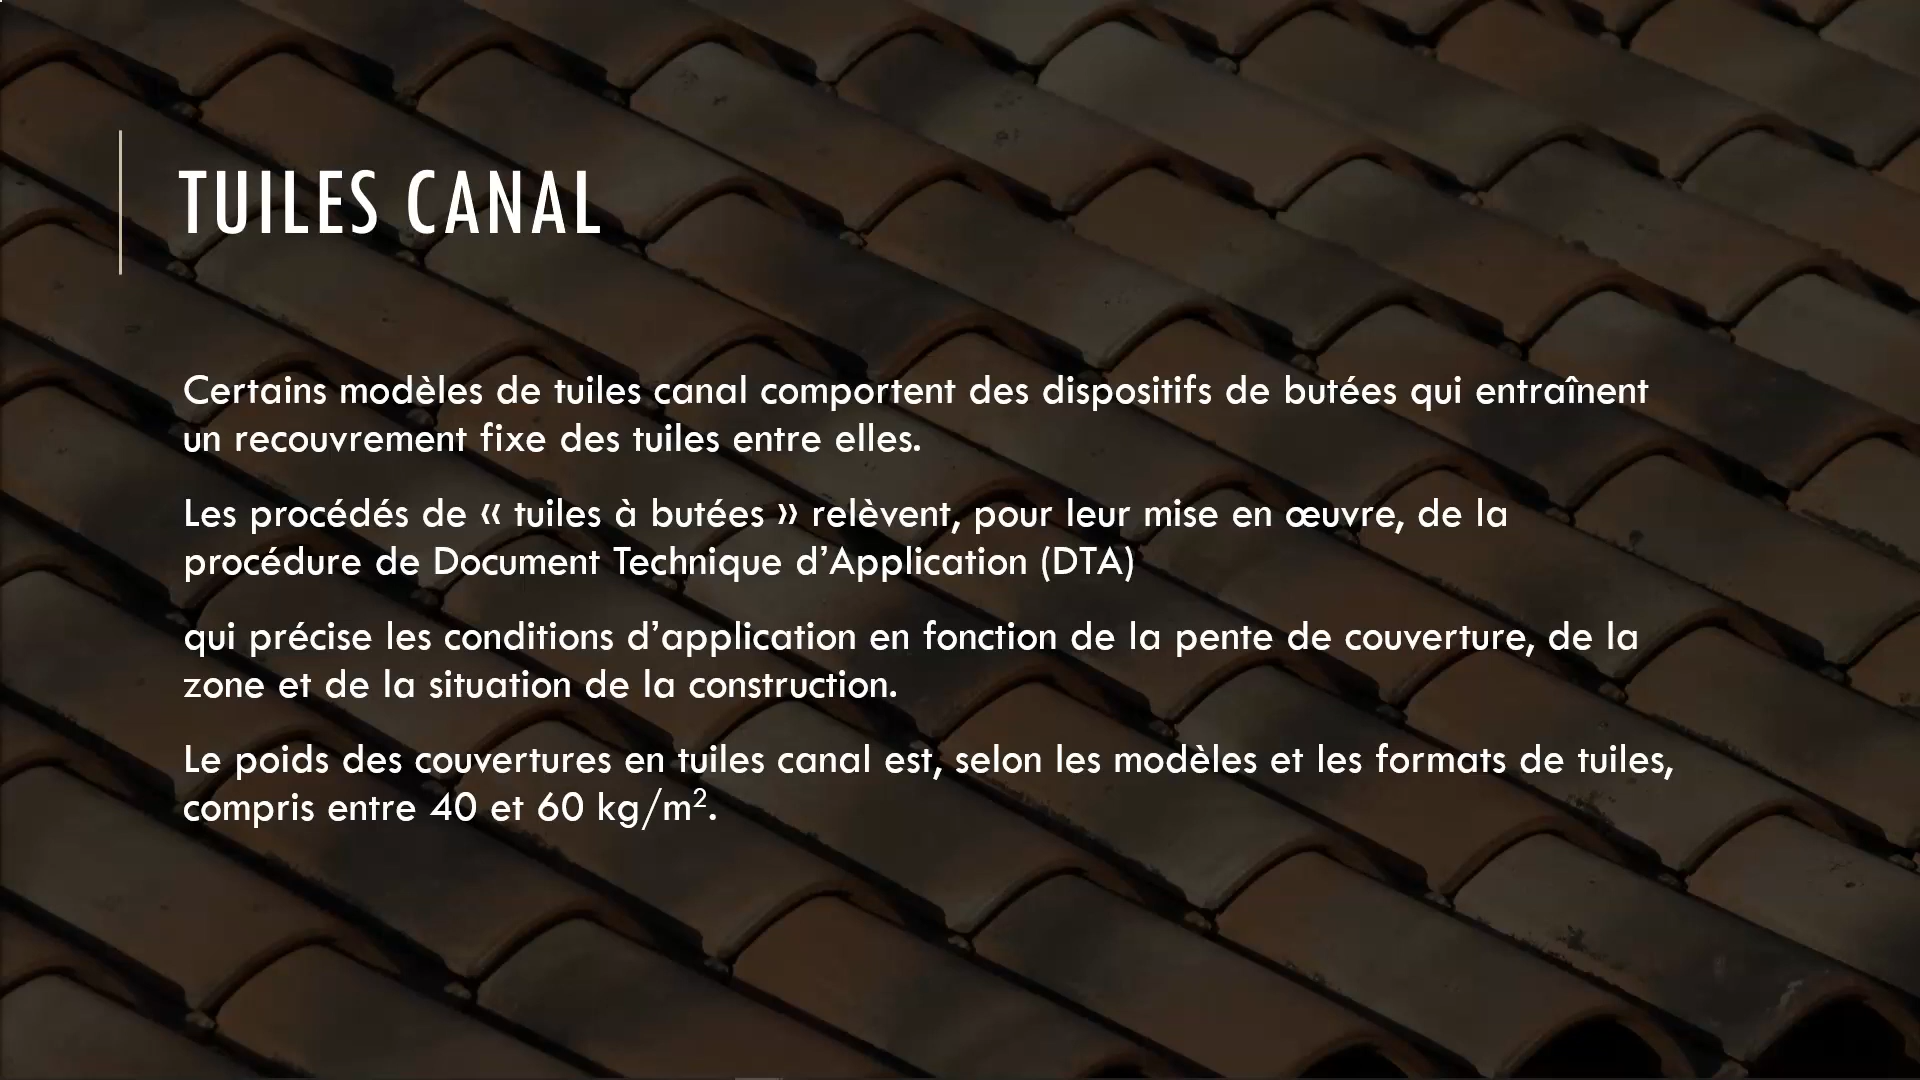 TUILES CANAL
Certains modèles de tuiles canal comportent des dispositifs de butées qui entraînent
un recouvrement fixe des tuiles entre elles.
Les procédés de « tuiles à butées » relèvent, pour leur mise en œuvre, de la
procédure de Document Technique d’Application (DTA)
qui précise les conditions d’application en fonction de la pente de couverture, de la
zone et de la situation de la construction.
Le poids des couvertures en tuiles canal est, selon les modèles et les formats de tuiles,
compris entre 40 et 60 kg/m².